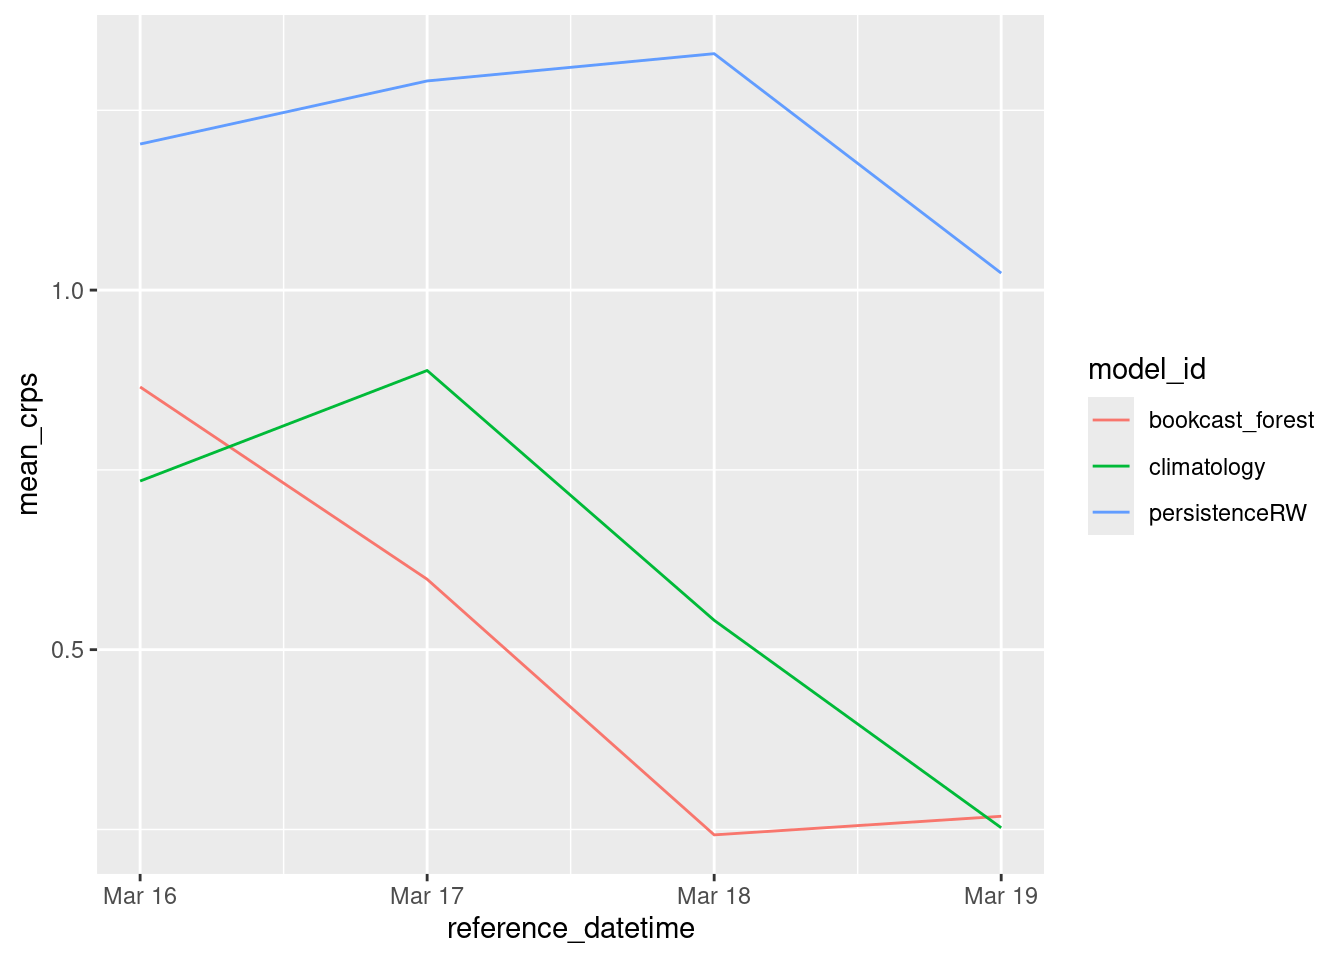 1.0
0.5
mean_crps
Mar 16
Mar 17
Mar 18
Mar 19
reference_datetime
model_id
bookcast_forest
climatology
persistenceRW